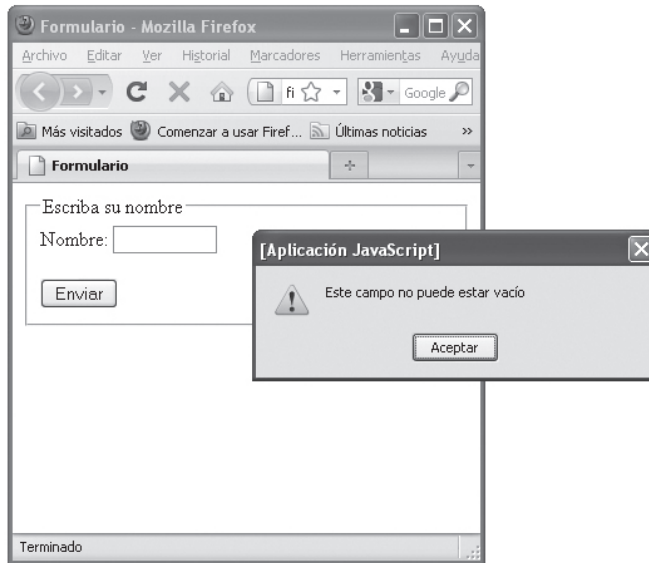 Formulario - Mozilla Firefox
Archivo Editar Ver Historial Marcadores Herramientas Ayuda
fi Google
Más visitados Comenzar a usar Firef... Últimas noticias »
Formulario
Escriba su nombre
Nombre:
Enviar
[Aplicación JavaScript]
Este campo no puede estar vacío
Aceptar
Terminado